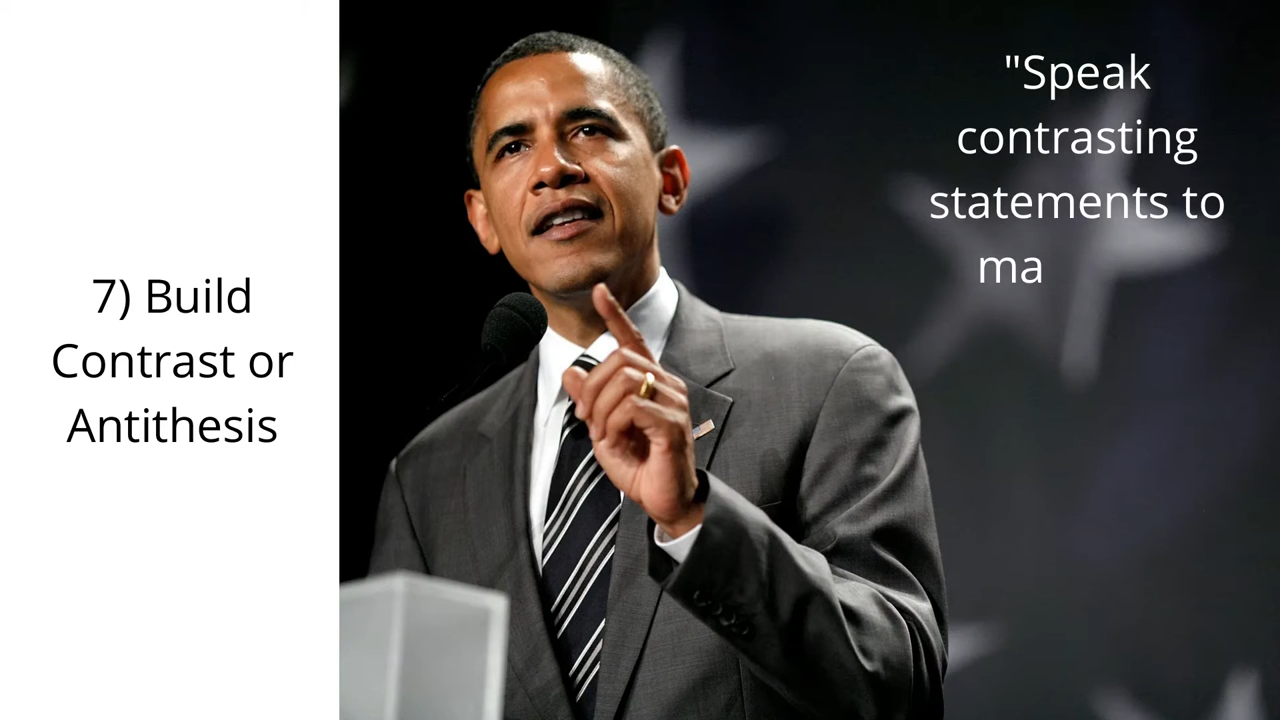 7) Build
Contrast or
Antithesis
"Speak
contrasting
statements to
ma